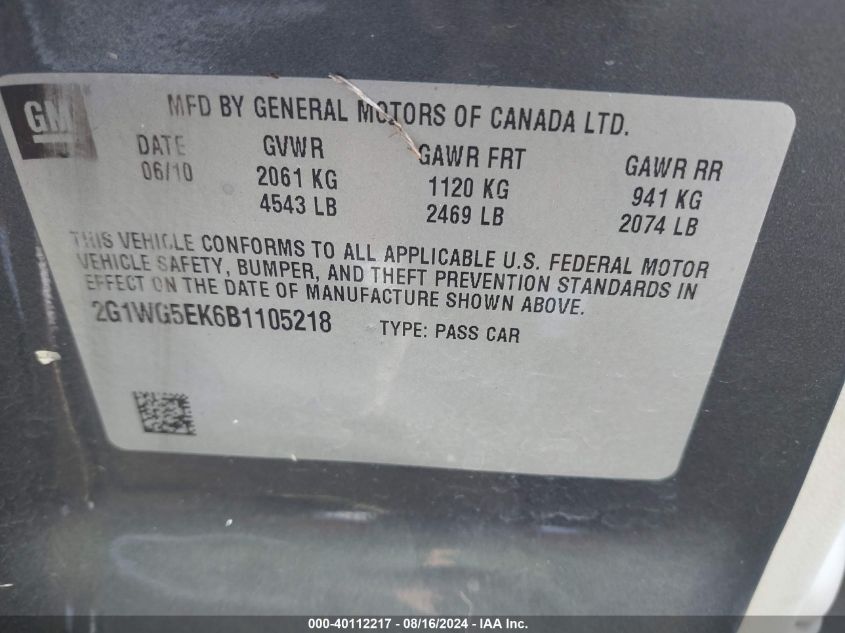 GM
MFD BY GENERAL MOTORS OF CANADA LTD.
DATE GVWR GAWR FRT GAWR RR
06/10 2061 KG 1120 KG 941 KG
4543 LB 2469 LB 2074 LB
THIS VEHICLE CONFORMS TO ALL APPLICABLE U.S. FEDERAL MOTOR
VEHICLE SAFETY, BUMPER, AND THEFT PREVENTION STANDARDS IN
EFFECT ON THE DATE OF MANUFACTURE SHOWN ABOVE.
2G1WG5EK6B1105218 TYPE: PASS CAR
000-40112217 - 08/16/2024 - IAA Inc.